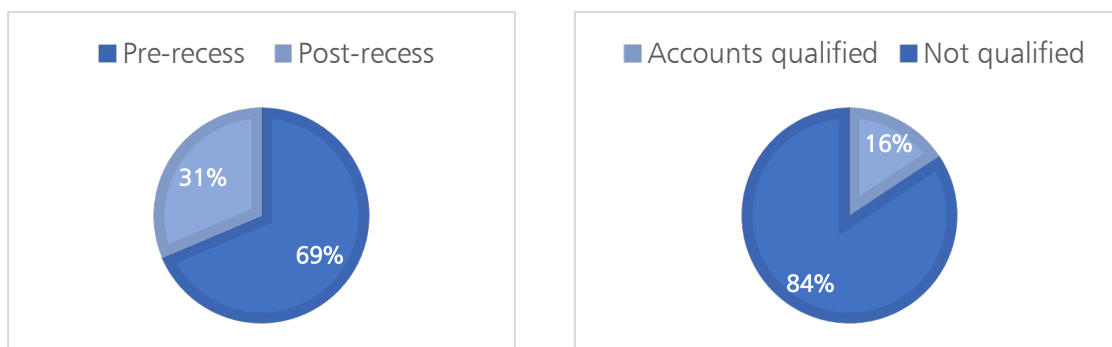 Pre-recess Post-recess
31%
69%
Accounts qualified Not qualified
16%
84%